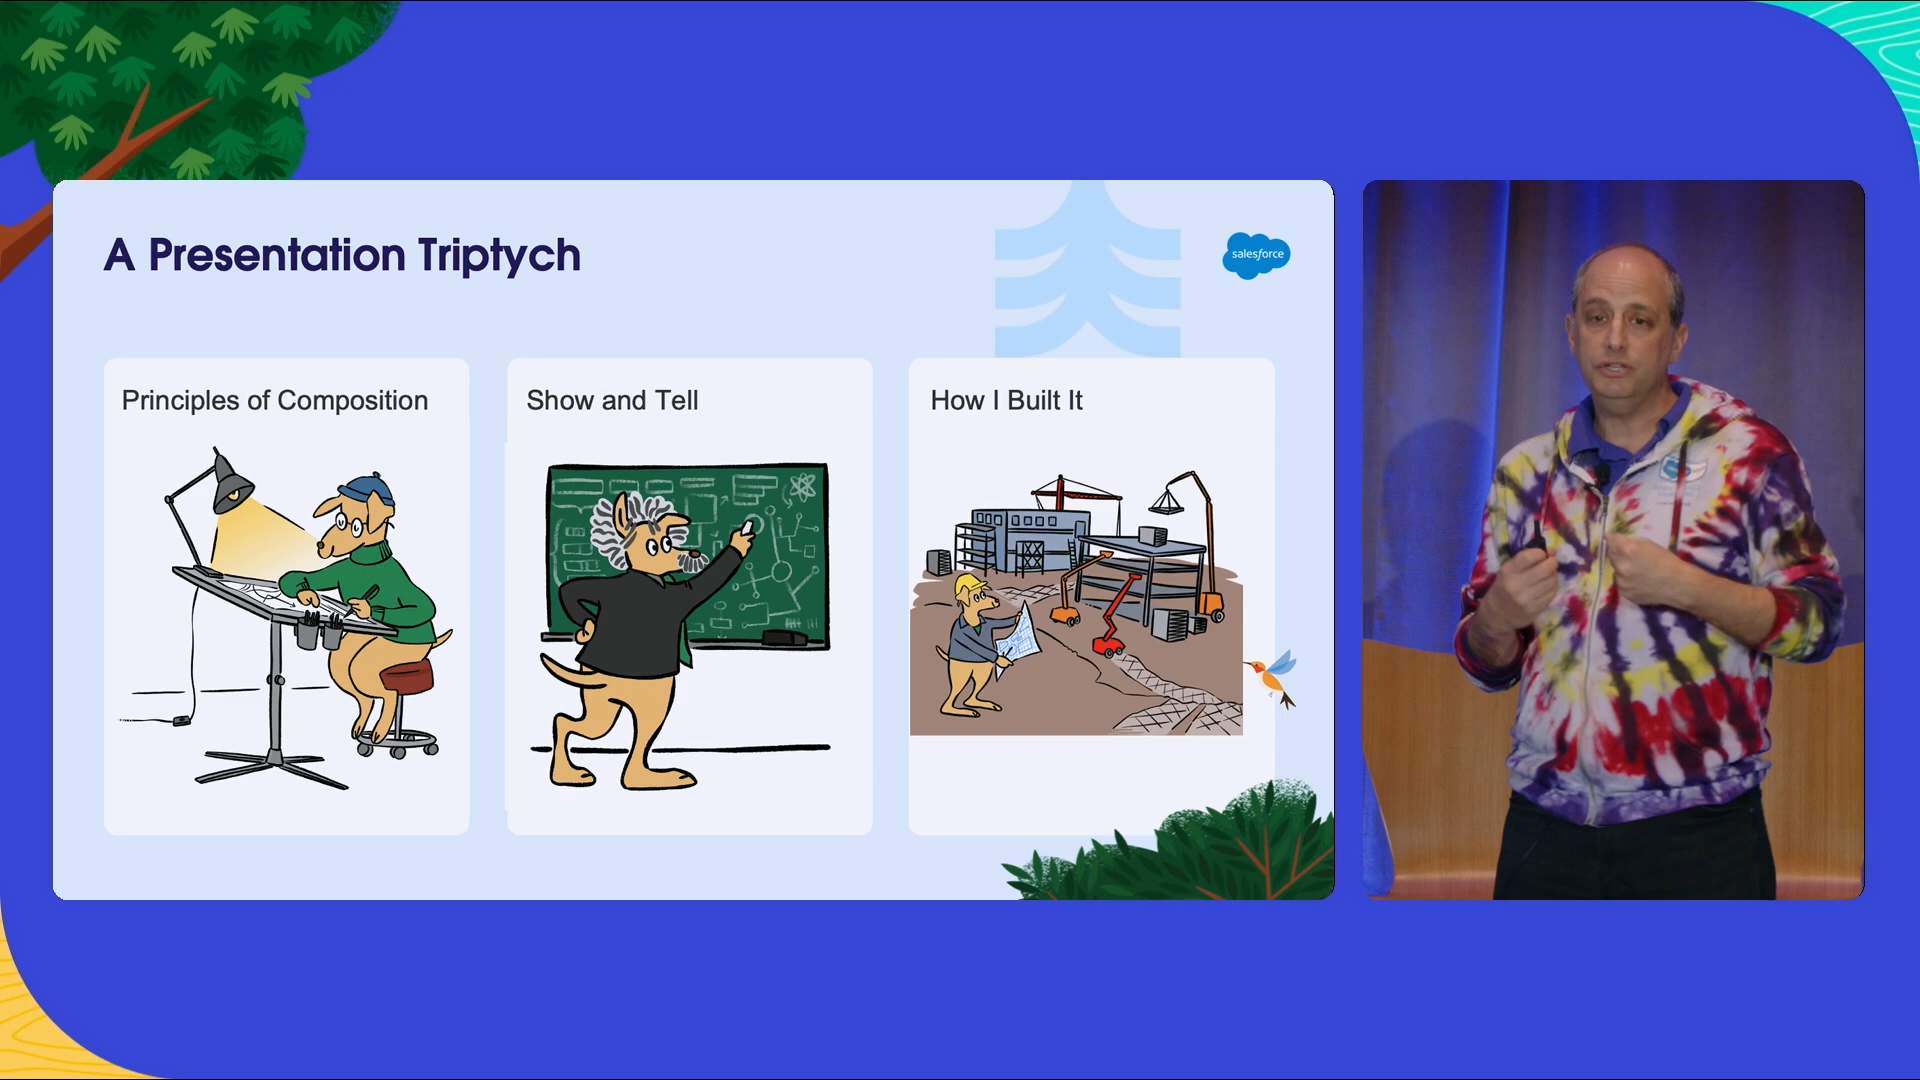 A Presentation Triptych
salesforce
Principles of Composition
Show and Tell
How I Built It